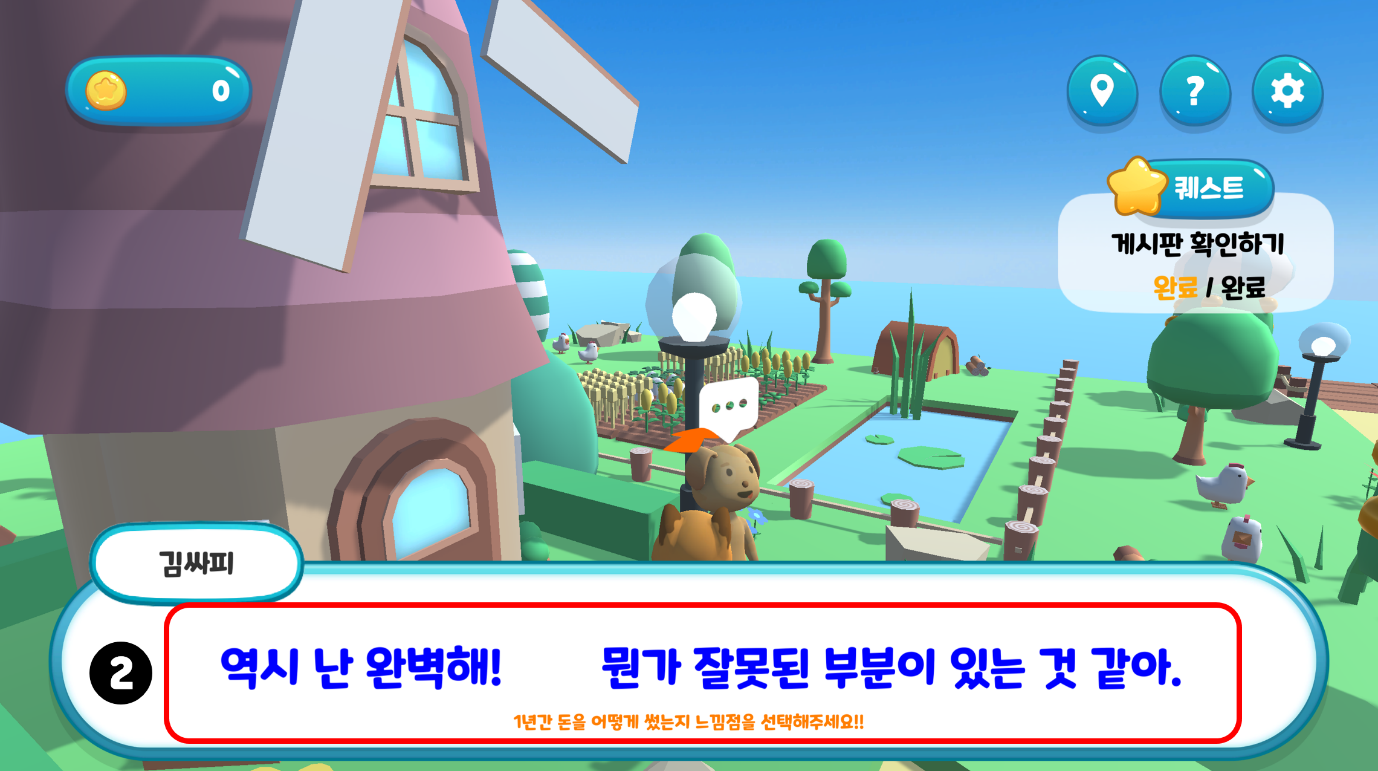 0
?
퀘스트
게시판 확인하기
완료 / 완료
김싸피
2
역시 난 완벽해! 뭔가 잘못된 부분이 있는 것 같아.
1년간 돈을 어떻게 썼는지 느낌점을 선택해주세요!!